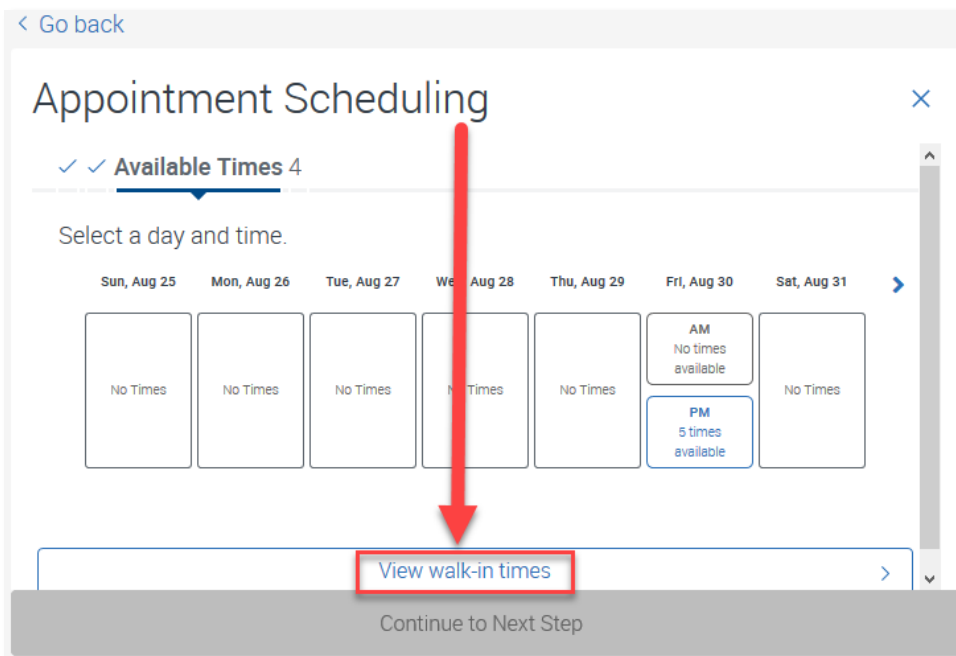 Go back
Appointment Scheduling
Available Times 4
Select a day and time.
Sun, Aug 25 Mon, Aug 26 Tue, Aug 27 Aug 28 Thu, Aug 29 Fri, Aug 30 Sat, Aug 31
AM
No times
available
No Times No Times No Times Times No Times No Times
PM
5 times
available
View walk-in times
Continue to Next Step